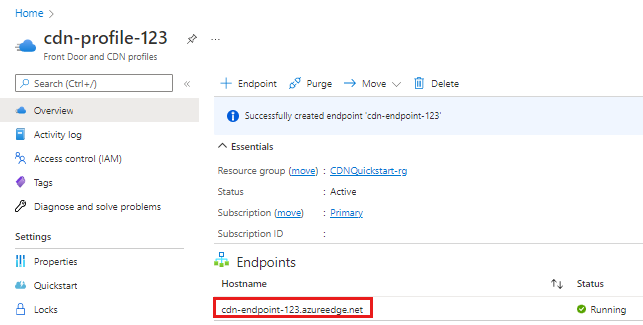 Home >
cdn-profile-123
...
Front Door and CDN profiles
Search (Ctrl+/)
«
+ Endpoint
Purge
Move
Delete
Overview
Activity log
Access control (IAM)
Tags
Diagnose and solve problems
Settings
Properties
Quickstart
Locks
Successfully created endpoint 'cdn-endpoint-123'
Essentials
Resource group (move) : CDNQuickstart-rg
Status : Active
Subscription (move) : Primary
Subscription ID :
Endpoints
Hostname Status
cdn-endpoint-123.azureedge.net Running